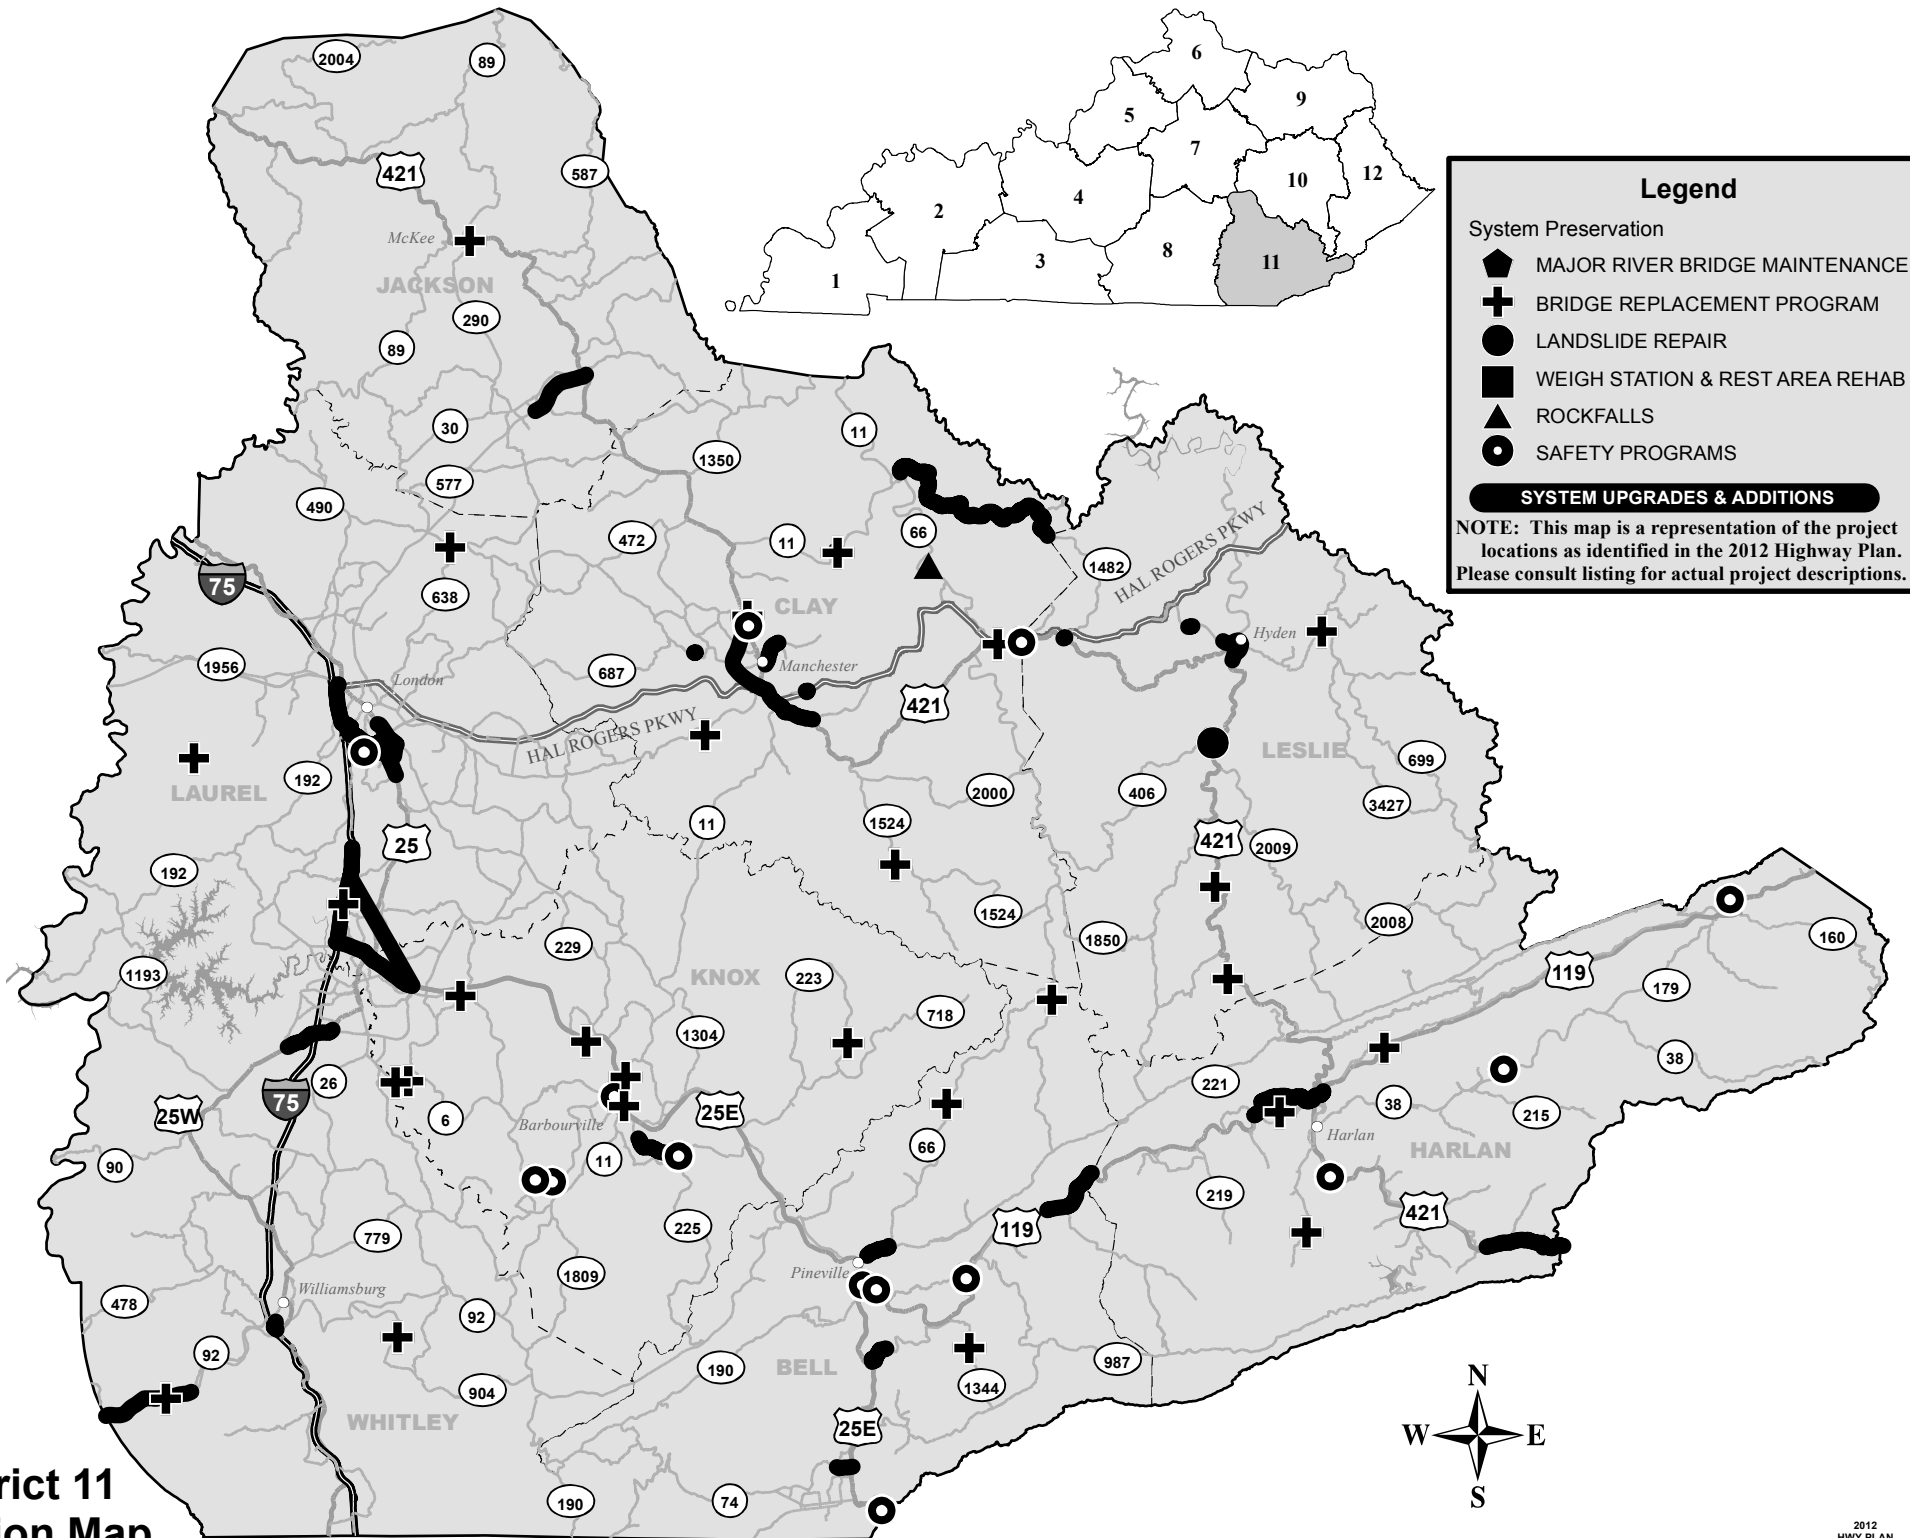 2004
89
6
5
9
587
421
7
12
10
4
2
McKee
8
3
11
1
JACKSON
290
89
Legend
System Preservation
MAJOR RIVER BRIDGE MAINTENANCE
BRIDGE REPLACEMENT PROGRAM
LANDSLIDE REPAIR
WEIGH STATION & REST AREA REHAB
ROCKFALLS
SAFETY PROGRAMS
SYSTEM UPGRADES & ADDITIONS
NOTE: This map is a representation of the project
locations as identified in the 2012 Highway Plan.
Please consult listing for actual project descriptions.
30
11
1350
577
490
472
11
66
1482
HAL ROGERS PKWY
75
638
CLAY
Hyden
1956
London
687
Manchester
421
HAL ROGERS PKWY
LESLIE
699
192
LAUREL
2000
406
3427
11
1524
25
421
2009
192
1524
2008
229
1850
160
1193
KNOX
223
119
179
718
1304
38
26
75
221
25W
6
Barbourville
25E
38
215
Harlan
11
66
HARLAN
90
219
225
421
119
779
Pineville
1809
Williamsburg
478
92
92
190
BELL
987
904
1344
WHITLEY
25E
N
W
E
S
rict 11
ion Map
190
74
2012
HWY PLAN